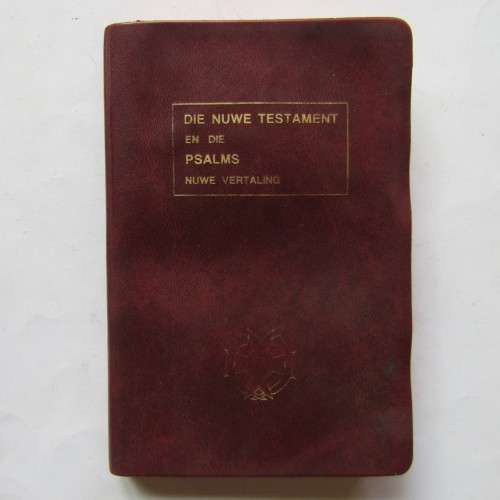 DIE NUWE TESTAMENT
EN DIE
PSALMS
NUWE VERTALING